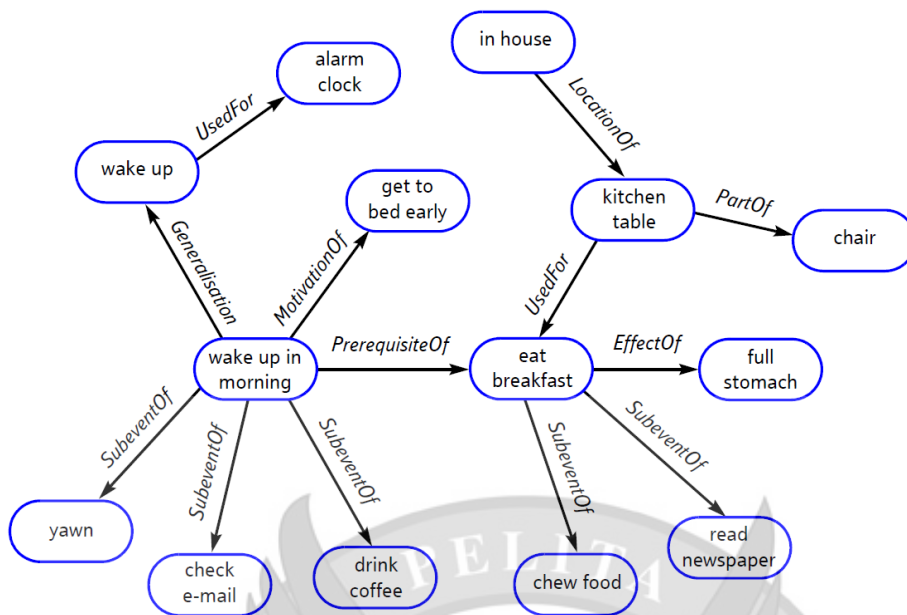 in house
alarm
clock
UsedFor
LocationOf
wake up
get to
bed early
kitchen
table
PartOf
chair
Generalisation
MotivationOf
UsedFor
wake up in
morning
PrerequisiteOf
eat
breakfast
EffectOf
full
stomach
SubeventOf
SubeventOf
SubeventOf
SubeventOf
SubeventOf
yawn
check
e-mail
drink
coffee
chew food
read
newspaper
PELITA